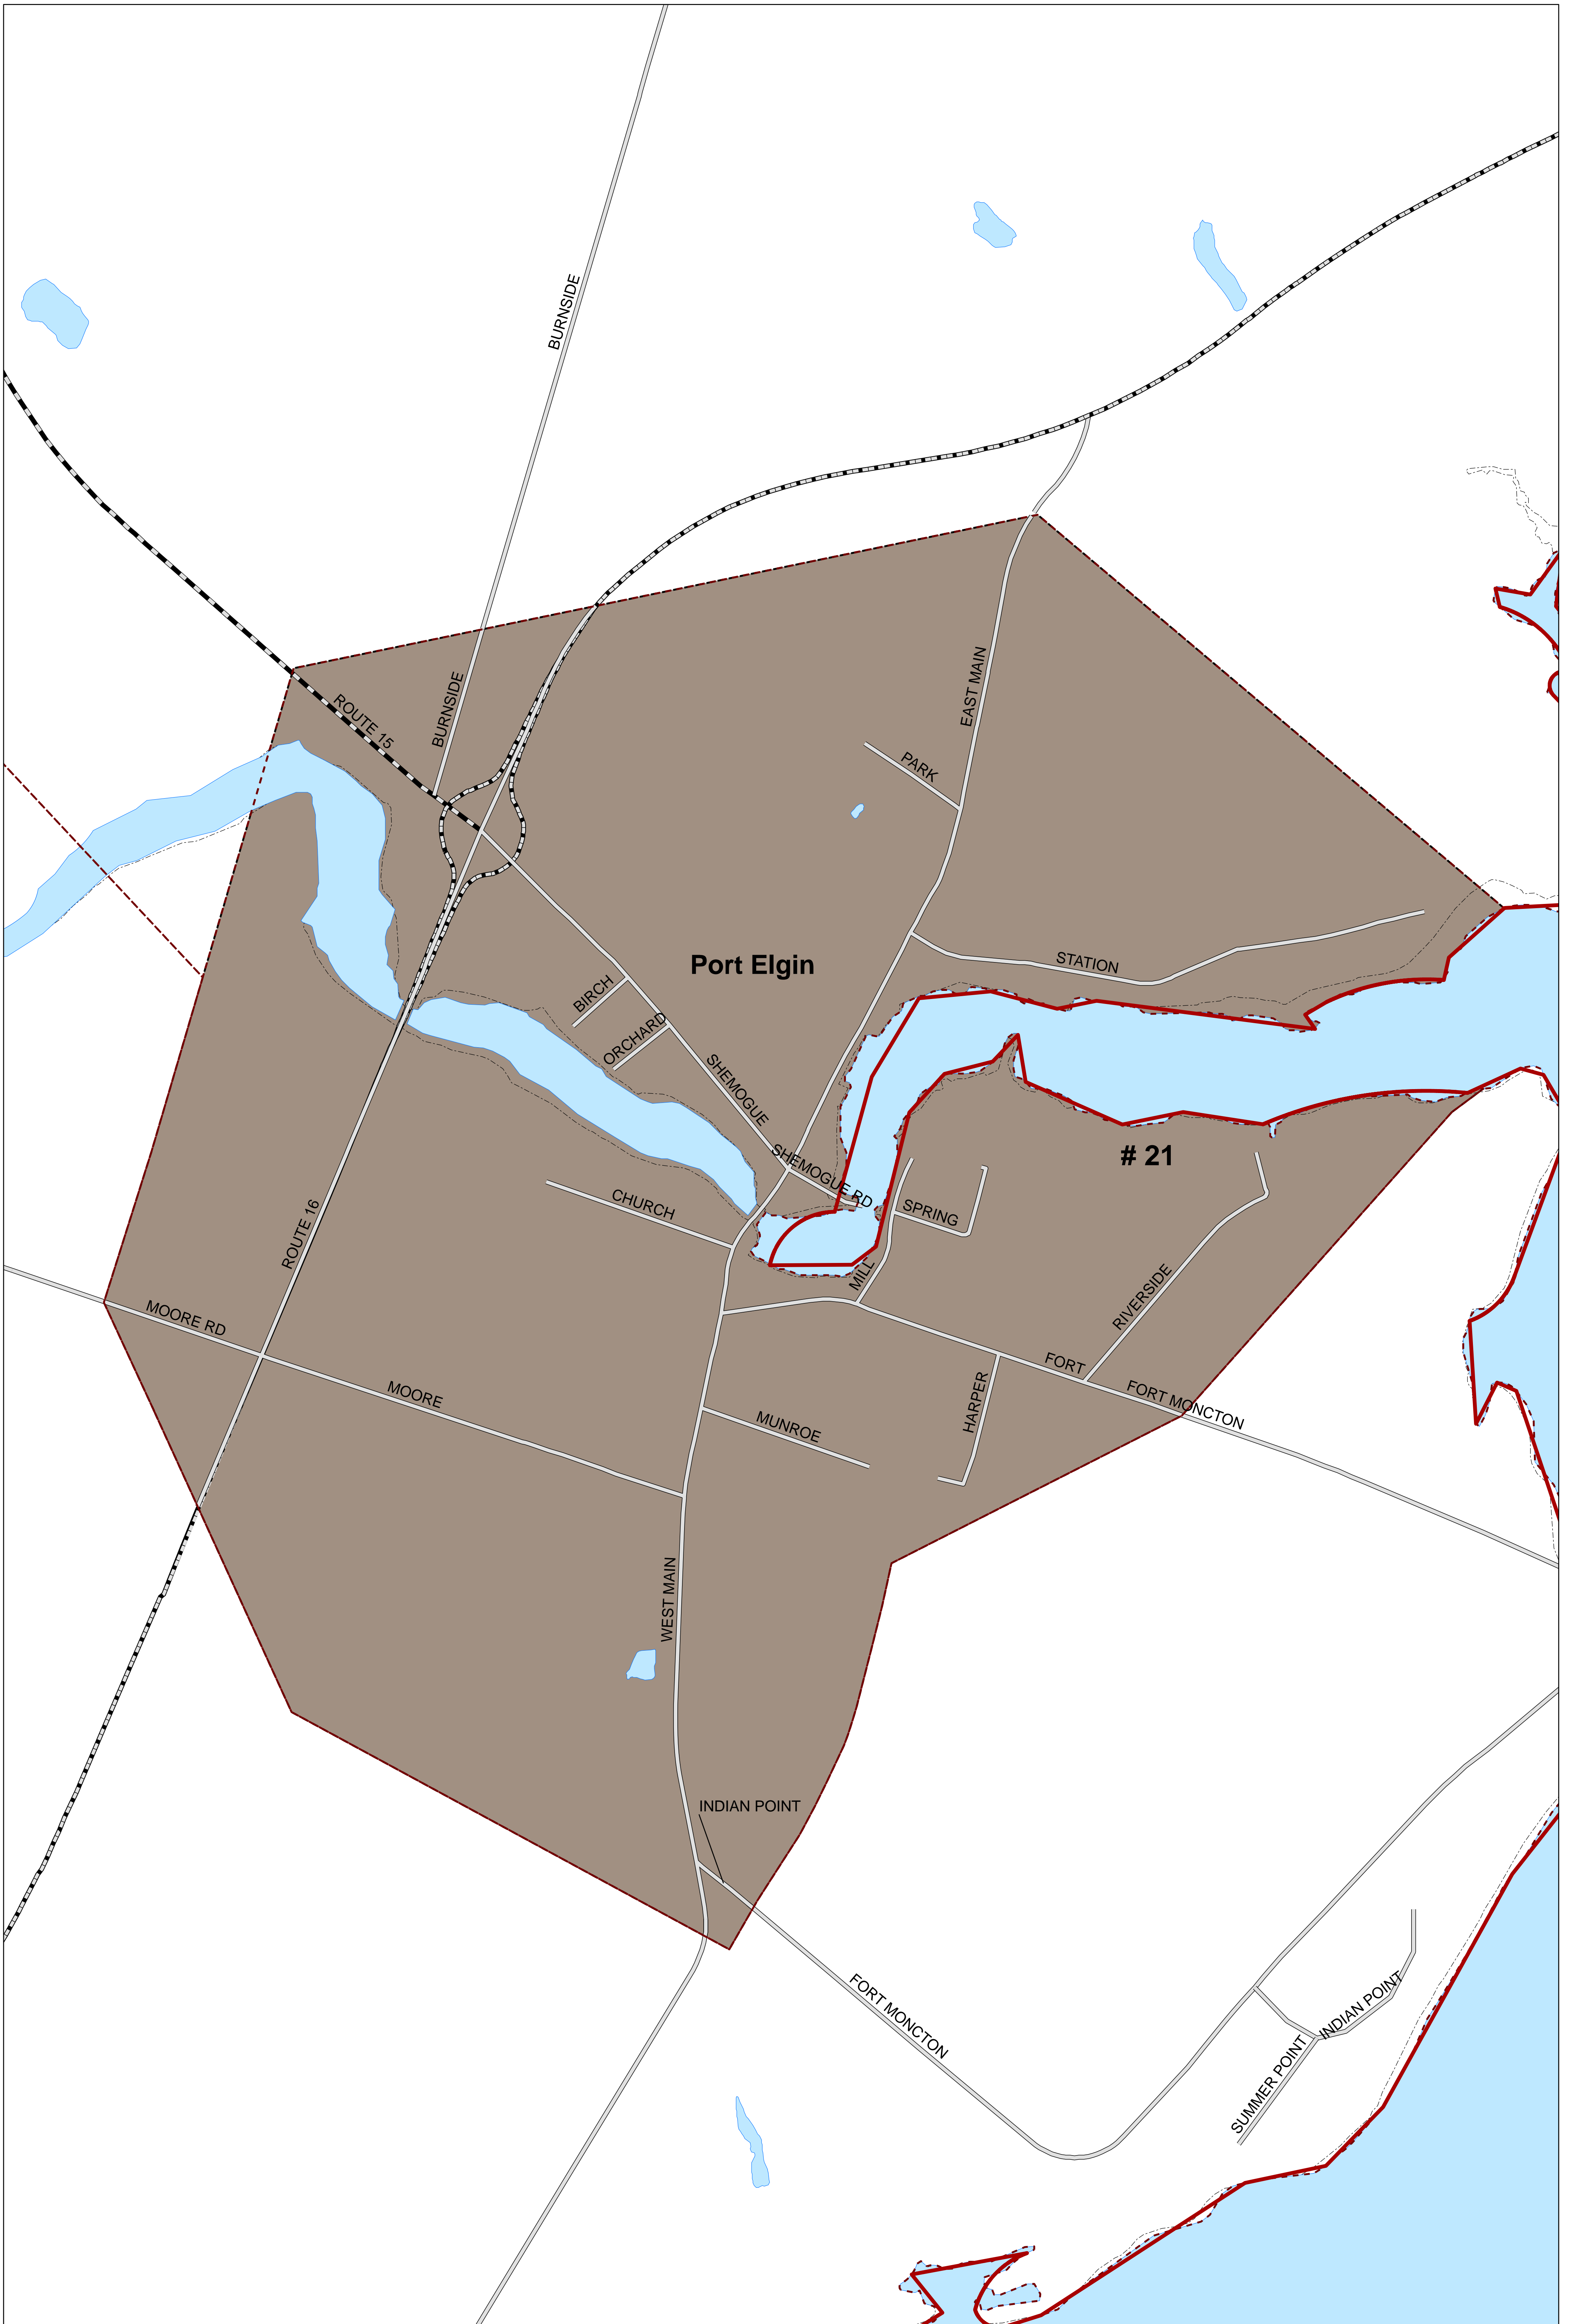 BURNSIDE
BURNSIDE
ROUTE 15
EAST MAIN
PARK
Port Elgin
STATION
BIRCH
ORCHARD
SHEMOGUE
# 21
SHEMOGUE RD
CHURCH
SPRING
ROUTE 16
MILL
RIVERSIDE
MOORE RD
FORT
MOORE
HARPER
FORT MONCTON
MUNROE
WEST MAIN
INDIAN POINT
FORT MONCTON
INDIAN POINT
SUMMER POINT